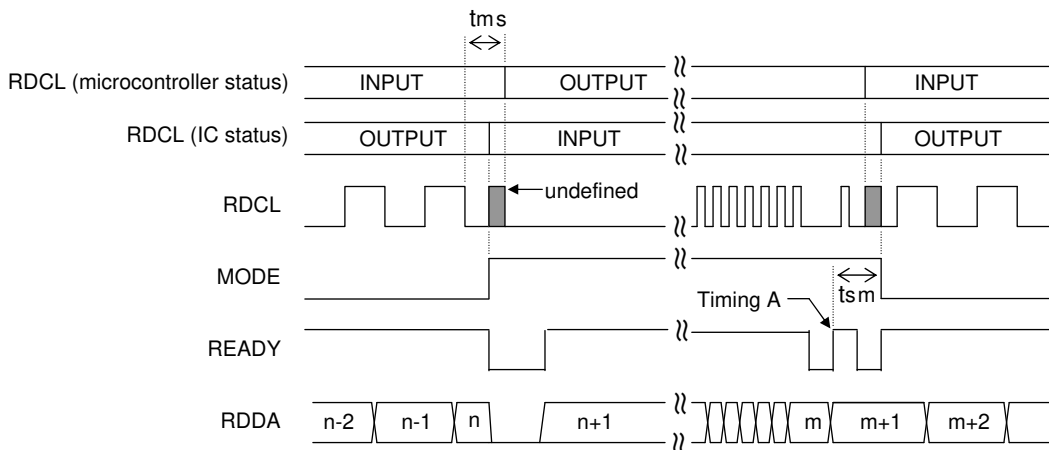 tms
RDCL (microcontroller status) INPUT OUTPUT INPUT
RDCL (IC status) OUTPUT INPUT OUTPUT
RDCL undefined
MODE
Timing A tsm
READY
RDDA n-2 n-1 n n+1 m m+1 m+2